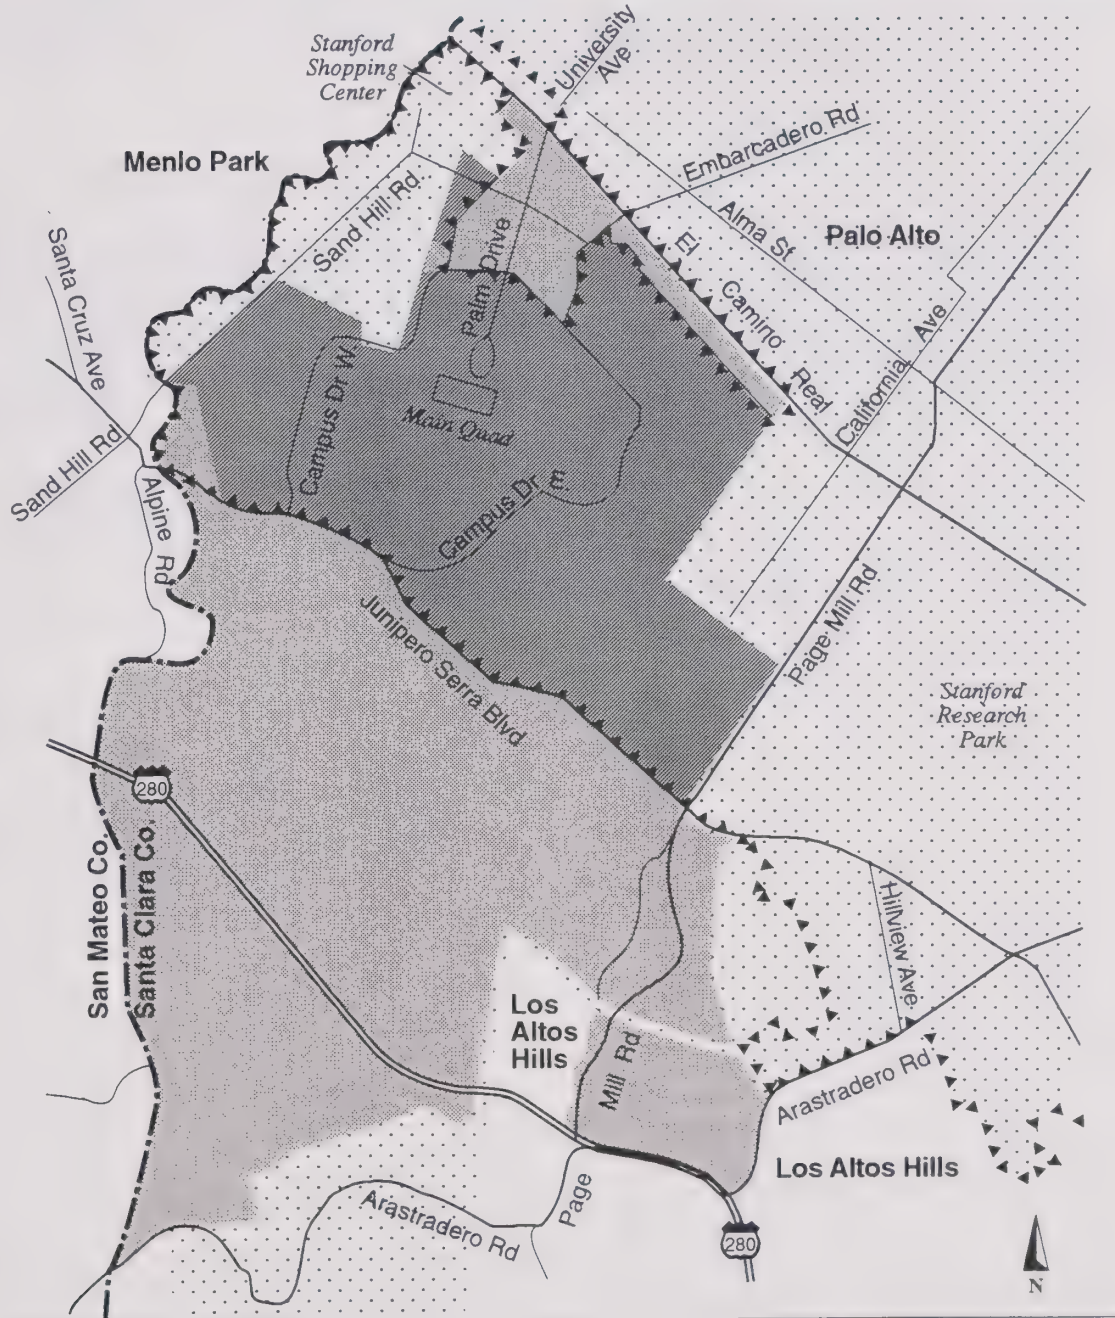 University
Ave
Stanford
Shopping
Center
Menlo Park
Embarcadero Rd
Sand Hill Rd.
Alma St
Palo Alto
El Camino Real
Palm Drive
Santa Cruz Ave
California Ave
Campus Dr W
Main Quad
Sand Hill Rd
Alpine Rd
Campus Dr E
Junipero Serra Blvd
Page Mill Rd
Stanford
Research
Park
280
San Mateo Co.
Santa Clara Co.
Hillview Ave
Los
Altos
Hills
Page Mill Rd
Arastradero Rd
Los Altos Hills
Arastradero Rd
280
N